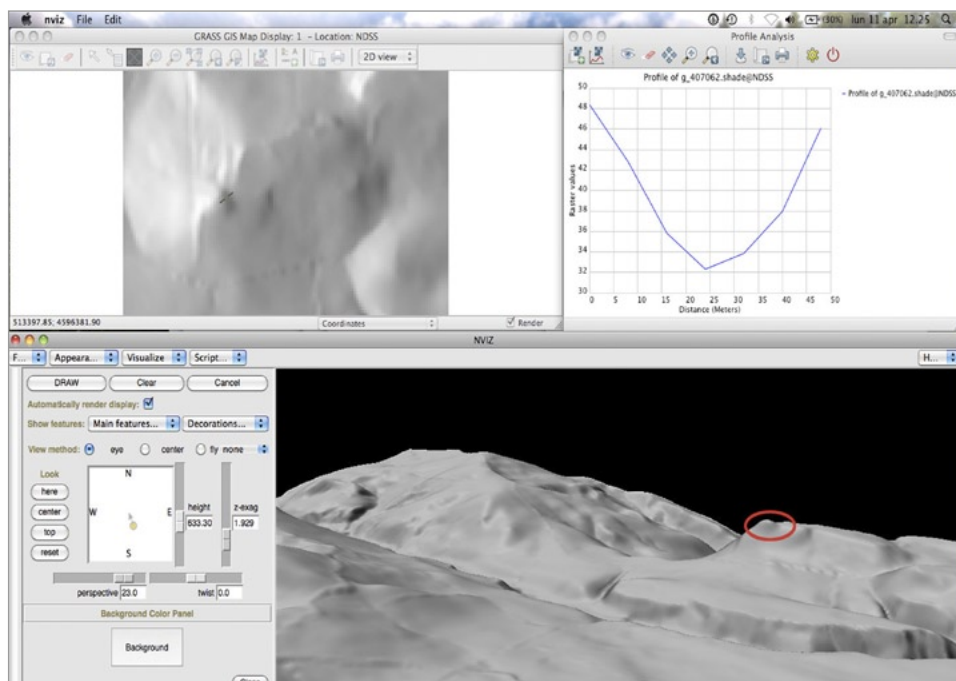 nviz File Edit
(30%) lun 11 apr 12.25
GRASS GIS Map Display: 1 - Location: NDSS
2D view
513397.85; 4596381.90
Coordinates
Render
Profile Analysis
Profile of g_407062.shade@NDSS
Profile of g_407062.shade@NDSS
50
48
46
44
42
40
38
36
34
32
30
Raster values
0 5 10 15 20 25 30 35 40 45 50
Distance (Meters)
NVIZ
F... Appeara... Visualize Script... H...
DRAW Clear Cancel
Automatically render display:
Show features: Main features... Decorations...
View method: eye center fly none
Look
here
center
top
reset
N
W E
S
height
633.30
z-exag
1.929
perspective 23.0 twist 0.0
Background Color Panel
Background
Close